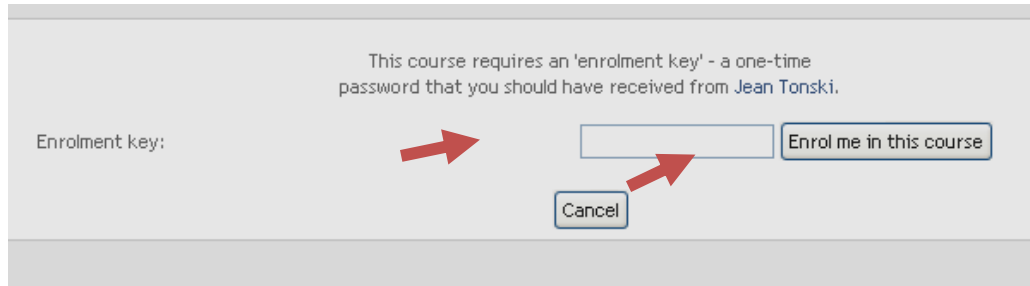 This course requires an 'enrolment key' - a one-time
password that you should have received from Jean Tonski.
Enrolment key:
Enrol me in this course
Cancel